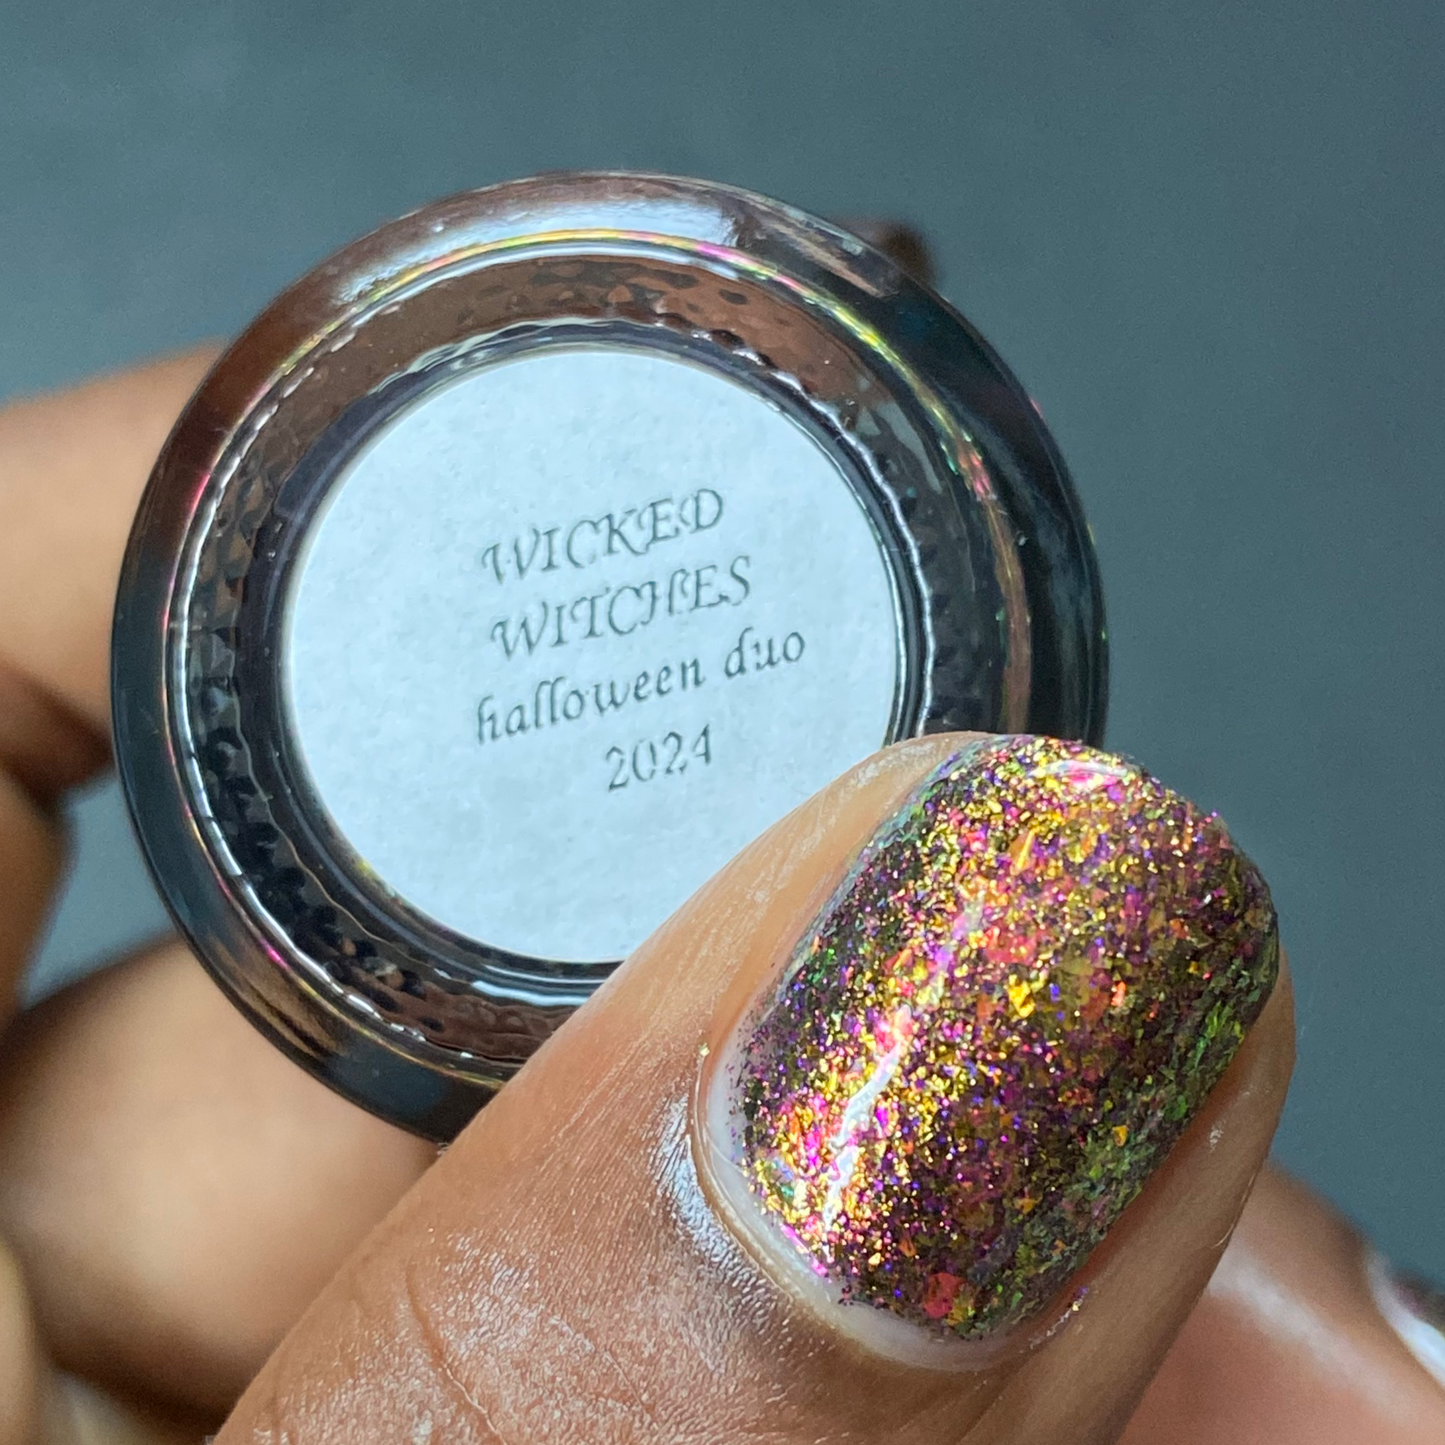 WICKED
WITCHES
halloween duo
2024